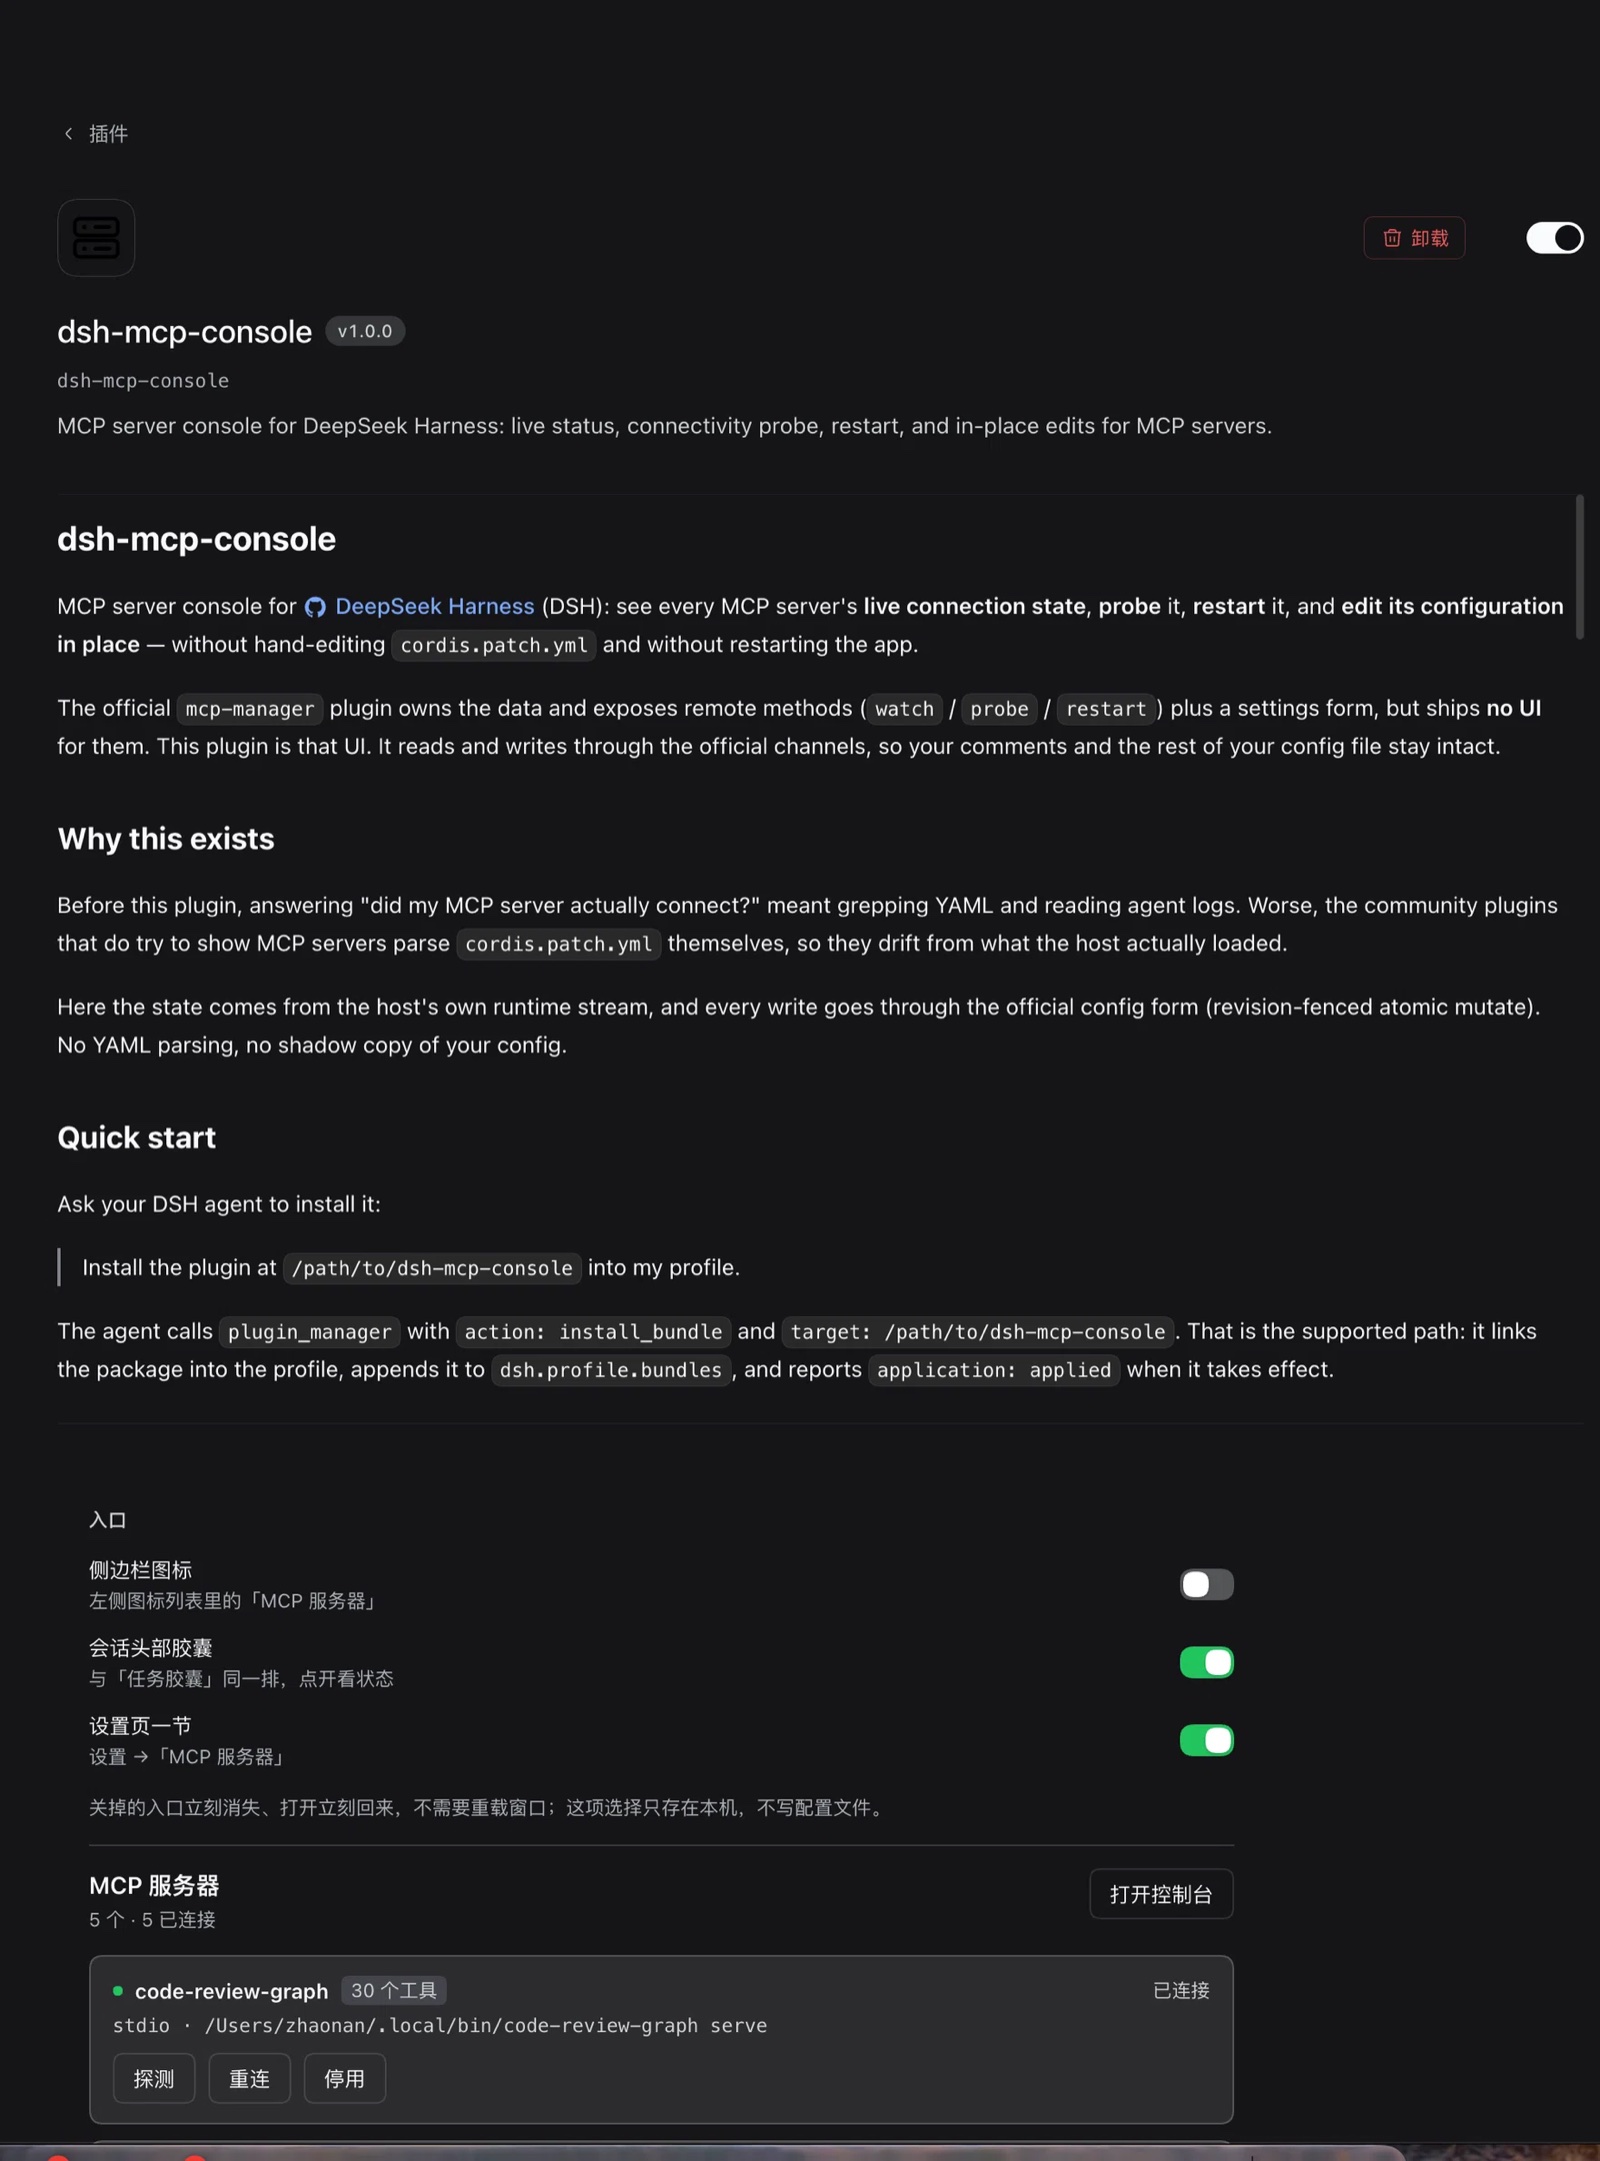 插件
卸载
dsh-mcp-console v1.0.0
dsh-mcp-console
MCP server console for DeepSeek Harness: live status, connectivity probe, restart, and in-place edits for MCP servers.
dsh-mcp-console
MCP server console for DeepSeek Harness (DSH): see every MCP server's live connection state, probe it, restart it, and edit its configuration
in place — without hand-editing cordis.patch.yml and without restarting the app.
The official mcp-manager plugin owns the data and exposes remote methods ( watch / probe / restart ) plus a settings form, but ships no UI
for them. This plugin is that UI. It reads and writes through the official channels, so your comments and the rest of your config file stay intact.
Why this exists
Before this plugin, answering "did my MCP server actually connect?" meant grepping YAML and reading agent logs. Worse, the community plugins
that do try to show MCP servers parse cordis.patch.yml themselves, so they drift from what the host actually loaded.
Here the state comes from the host's own runtime stream, and every write goes through the official config form (revision-fenced atomic mutate).
No YAML parsing, no shadow copy of your config.
Quick start
Ask your DSH agent to install it:
Install the plugin at /path/to/dsh-mcp-console into my profile.
The agent calls plugin_manager with action: install_bundle and target: /path/to/dsh-mcp-console . That is the supported path: it links
the package into the profile, appends it to dsh.profile.bundles , and reports application: applied when it takes effect.
入口
侧边栏图标
左侧图标列表里的「MCP 服务器」
会话头部胶囊
与「任务胶囊」同一排，点开看状态
设置页一节
设置 →「MCP 服务器」
关掉的入口立刻消失、打开立刻回来，不需要重载窗口；这项选择只存在本机，不写配置文件。
MCP 服务器
打开控制台
5 个 · 5 已连接
code-review-graph 30 个工具 已连接
stdio · /Users/zhaonan/.local/bin/code-review-graph serve
探测 重连 停用